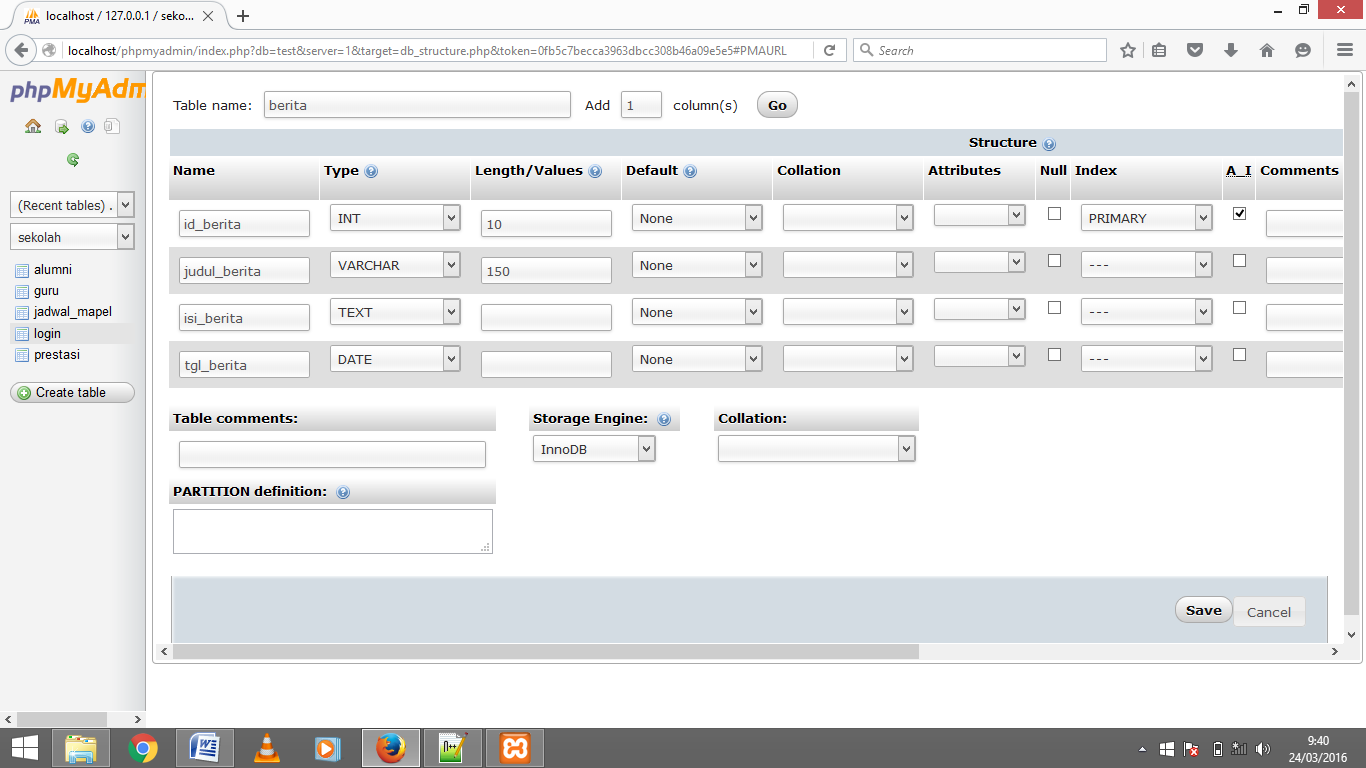 localhost / 127.0.0.1 / seko...
localhost/phpmyadmin/index.php?db=test&server=1&target=db_structure.php&token=0fb5c7becca3963dbcc308b46a09e5e5#PMAURL
Search
phpMyAdm
(Recent tables) .
sekolah
alumni
guru
jadwal_mapel
login
prestasi
Create table
Table name: berita Add 1 column(s) Go
Structure
Name Type Length/Values Default Collation Attributes Null Index A_I Comments
id_berita INT 10 None PRIMARY
judul_berita VARCHAR 150 None ---
isi_berita TEXT None ---
tgl_berita DATE None ---
Table comments: Storage Engine: Collation:
InnoDB
PARTITION definition:
Save Cancel
9:40
24/03/2016